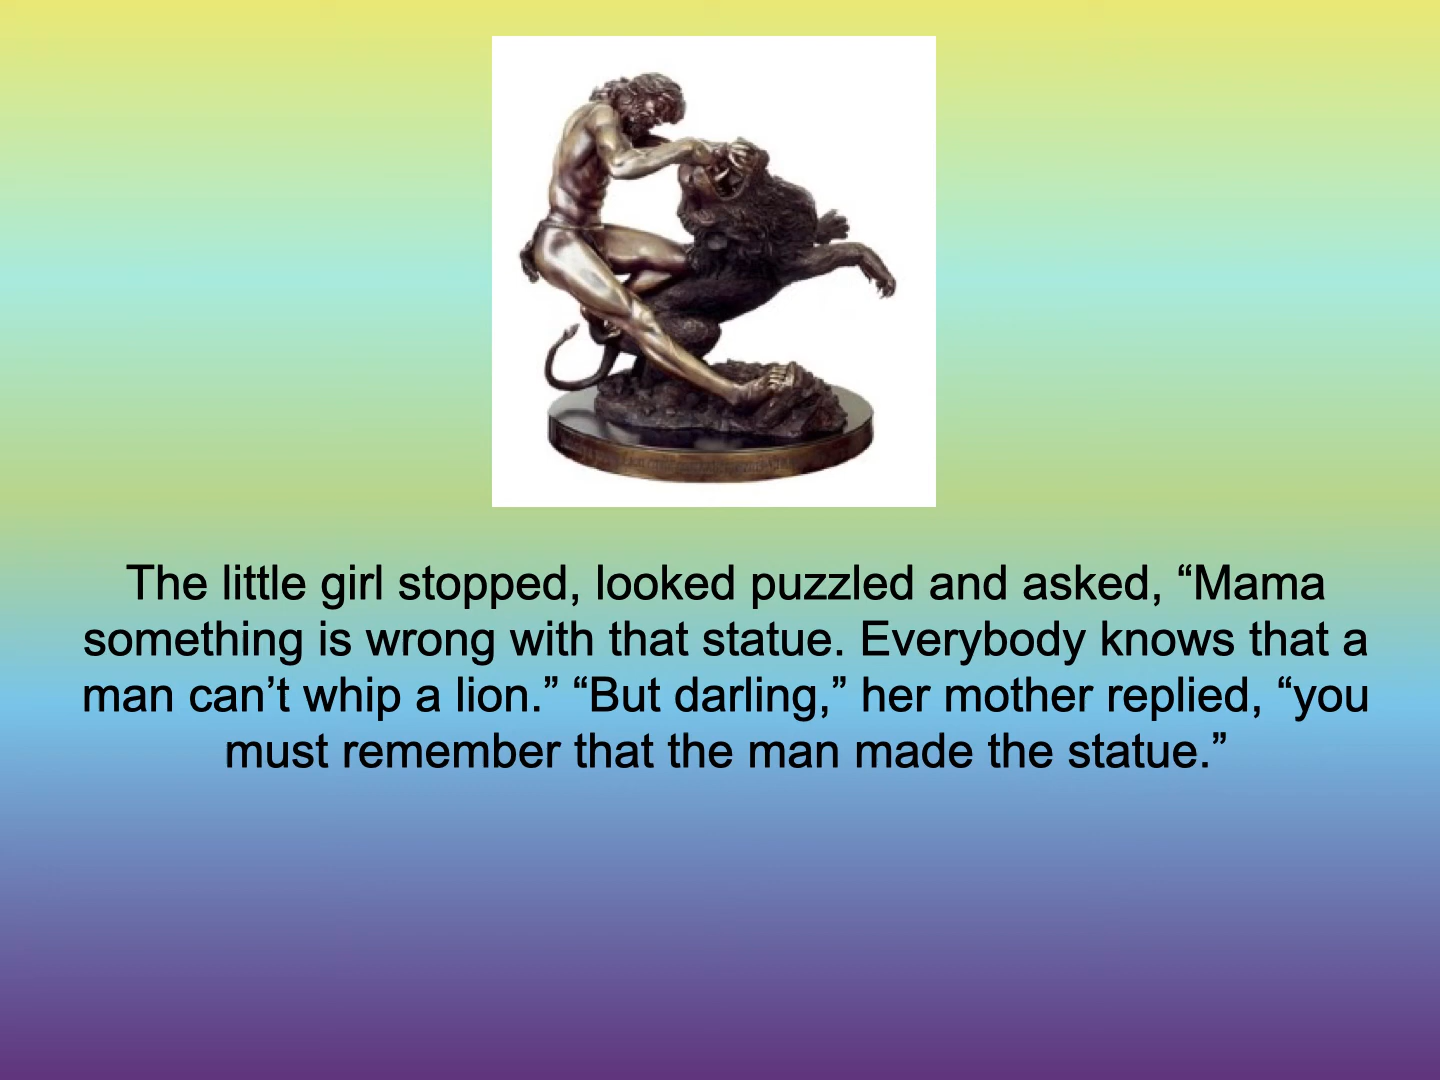 The little girl stopped, looked puzzled and asked, “Mama
something is wrong with that statue. Everybody knows that a
man can’t whip a lion.” “But darling,” her mother replied, “you
must remember that the man made the statue.”